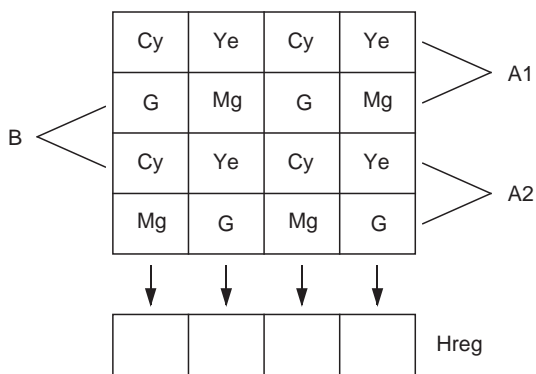 Cy Ye Cy Ye
A1
G Mg G Mg
B
Cy Ye Cy Ye
A2
Mg G Mg G
Hreg